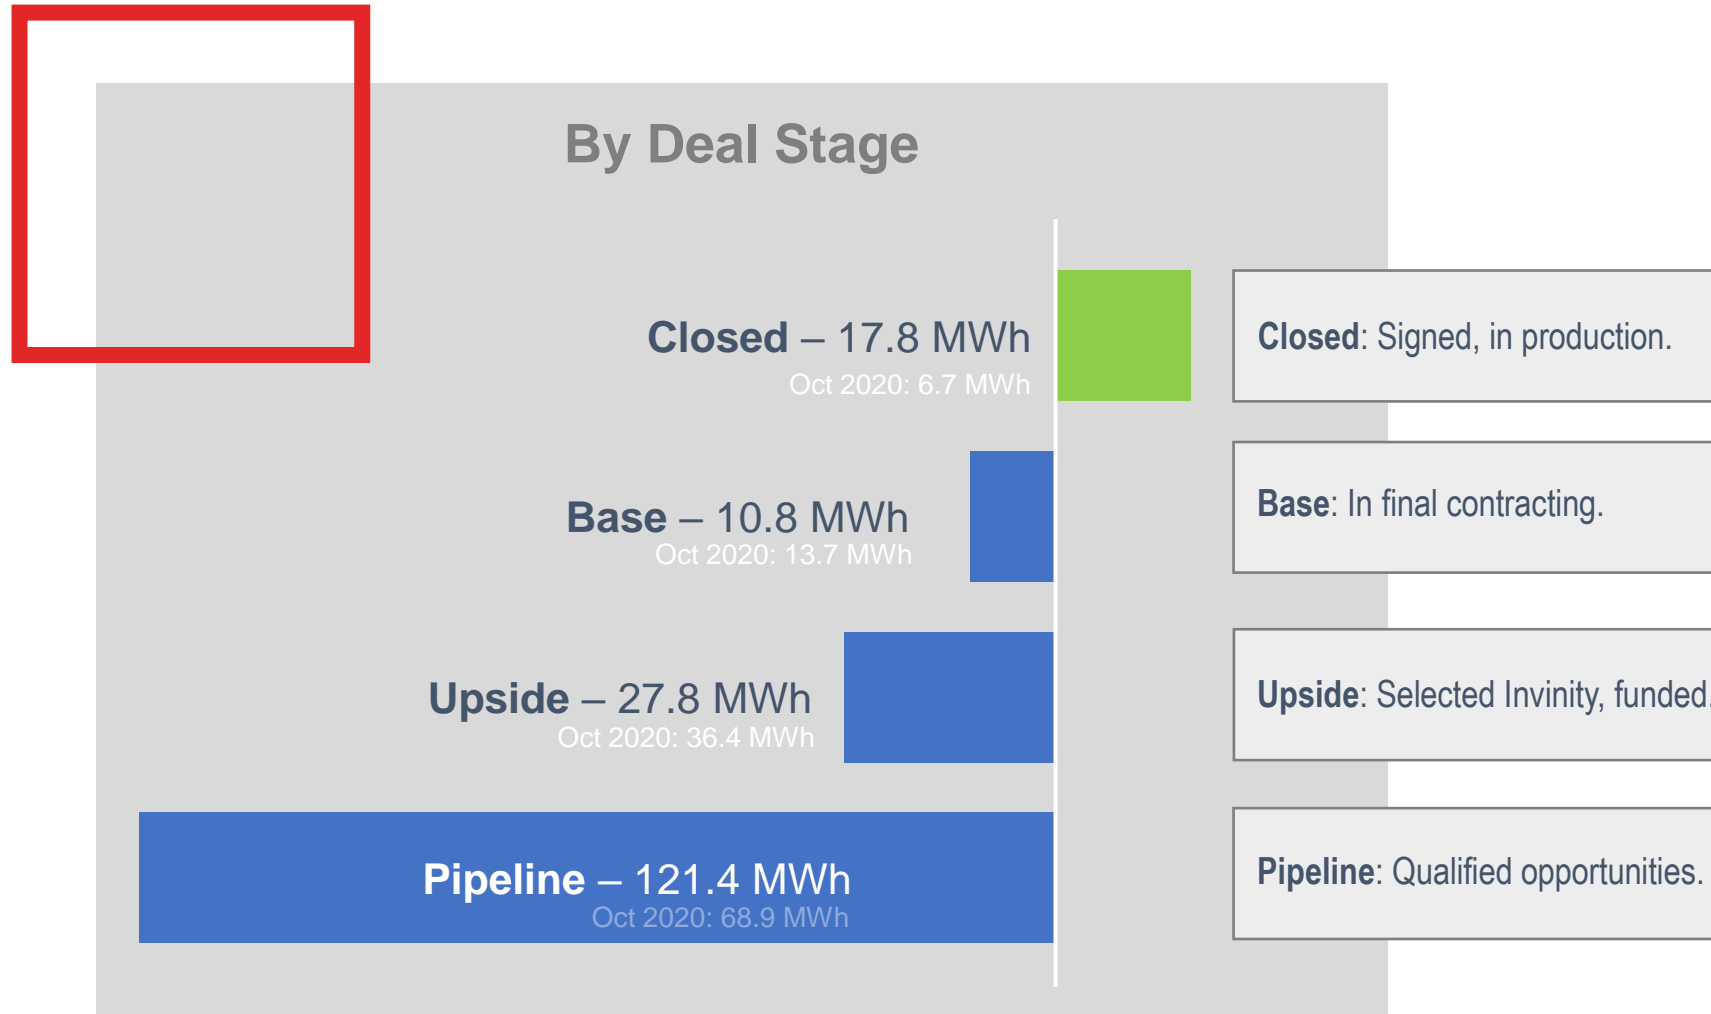 By Deal Stage
Closed – 17.8 MWh
Oct 2020: 6.7 MWh
Closed: Signed, in production.
Base – 10.8 MWh
Oct 2020: 13.7 MWh
Base: In final contracting.
Upside – 27.8 MWh
Oct 2020: 36.4 MWh
Upside: Selected Invinity, funded.
Pipeline – 121.4 MWh
Oct 2020: 68.9 MWh
Pipeline: Qualified opportunities.